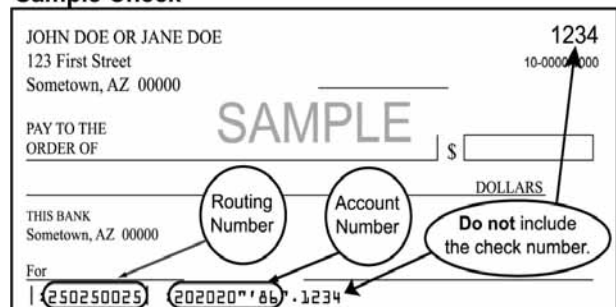 Sample Check
JOHN DOE OR JANE DOE
1234
123 First Street
Sometown, AZ 00000
SAMPLE
PAY TO THE
ORDER OF
$
DOLLARS
Routing
Number
Account
Number
Do not include
the check number.
THIS BANK
Sometown, AZ 00000
For
|:250250025| :202020"'86".1234